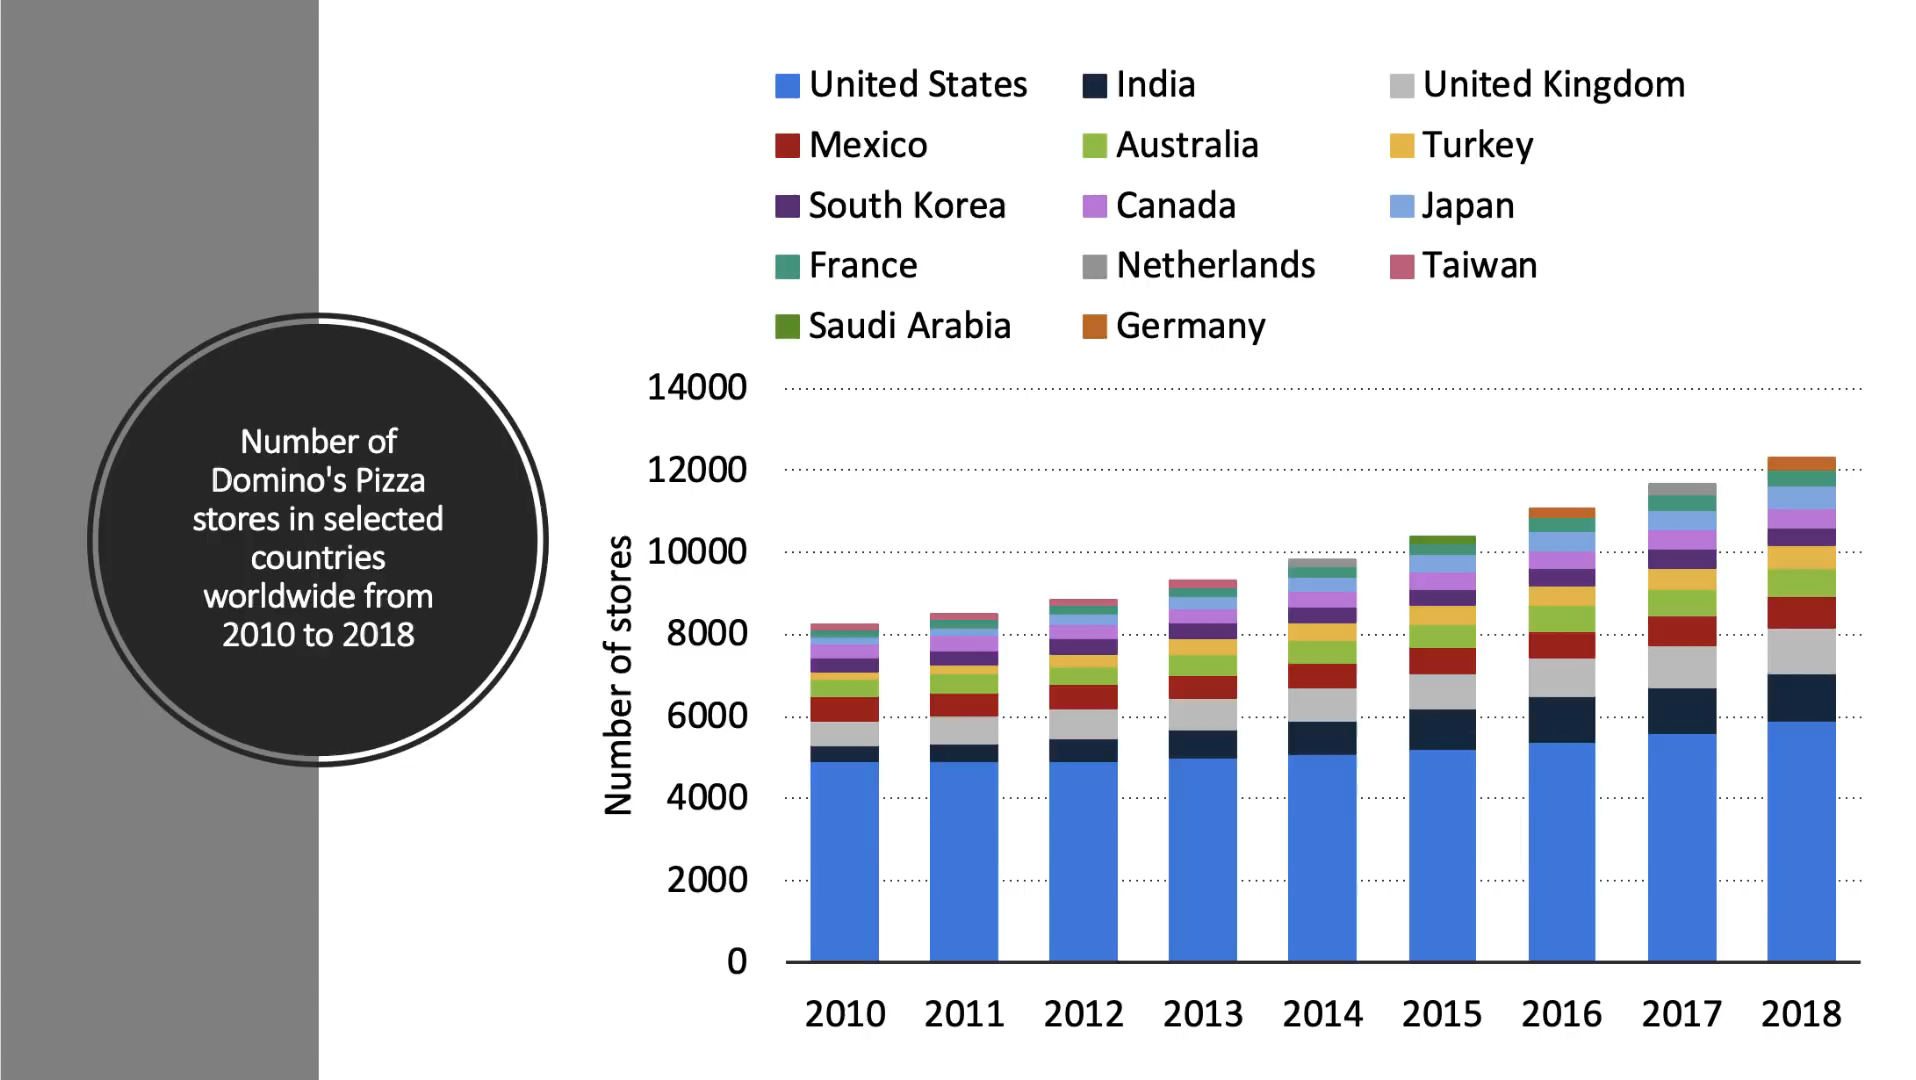 United States India United Kingdom
Mexico Australia Turkey
South Korea Canada Japan
France Netherlands Taiwan
Saudi Arabia Germany
Number of
Domino's Pizza
stores in selected
countries
worldwide from
2010 to 2018
Number of stores
14000
12000
10000
8000
6000
4000
2000
0
2010 2011 2012 2013 2014 2015 2016 2017 2018